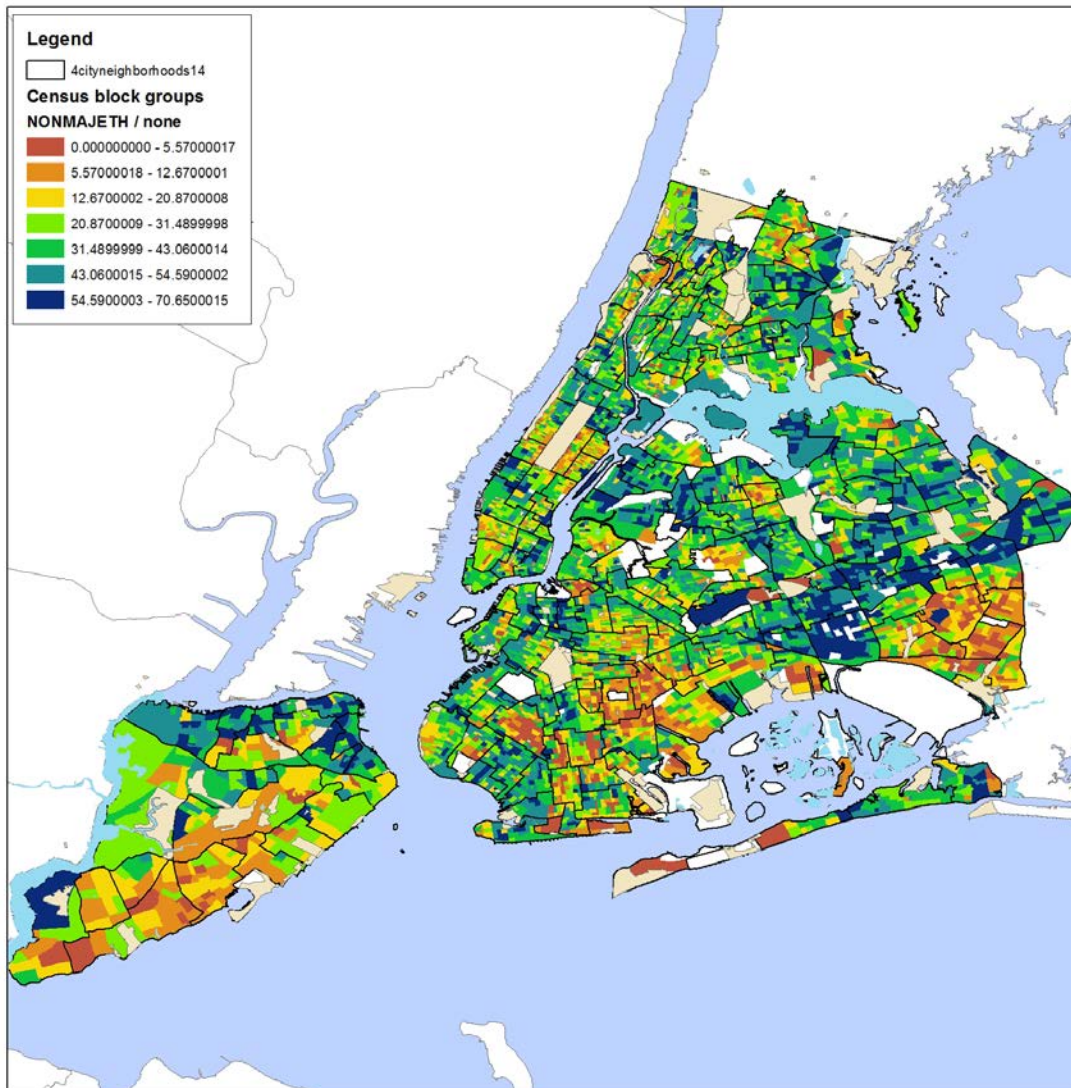 Legend
4cityneighborhoods14
Census block groups
NONMAJETH / none
0.000000000 - 5.57000017
5.57000018 - 12.6700001
12.6700002 - 20.8700008
20.8700009 - 31.4899998
31.4899999 - 43.0600014
43.0600015 - 54.5900002
54.5900003 - 70.6500015